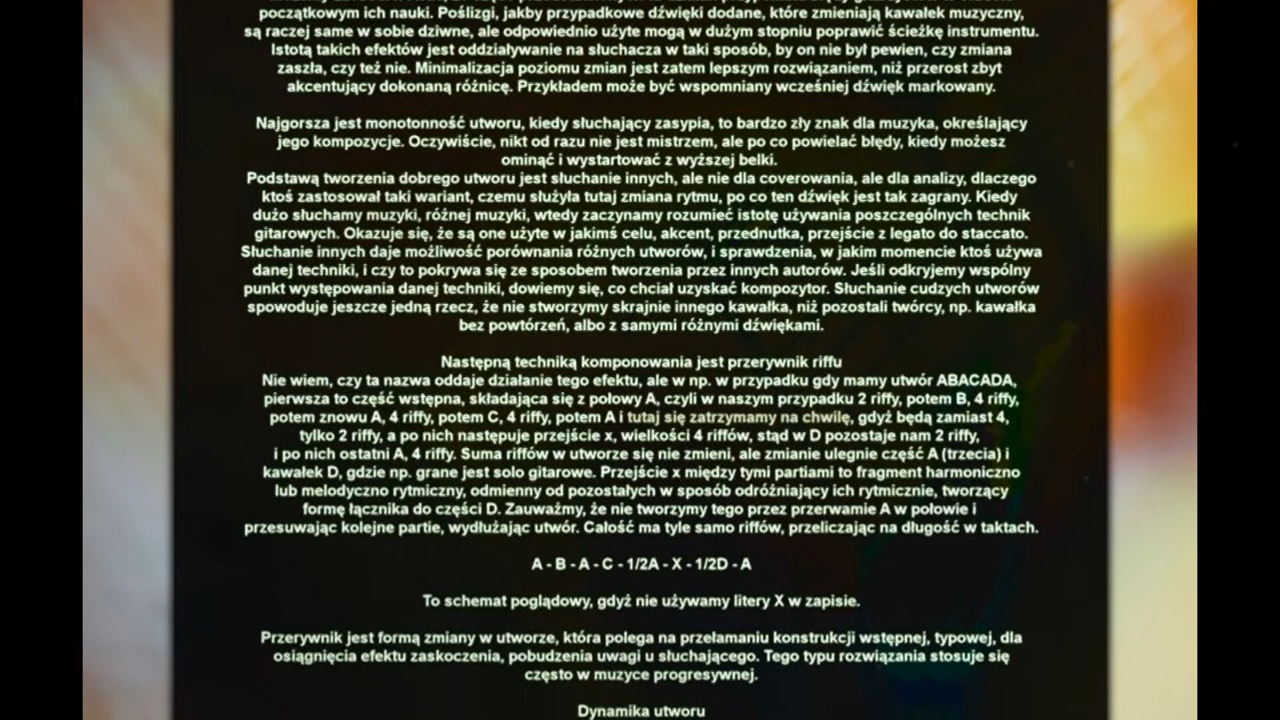 początkowym ich nauki. Poślizgi, jakby przypadkowe dźwięki dodane, które zmieniają kawałek muzyczny,
są raczej same w sobie dziwne, ale odpowiednio użyte mogą w dużym stopniu poprawić ścieżkę instrumentu.
Istotą takich efektów jest oddziaływanie na słuchacza w taki sposób, by on nie był pewien, czy zmiana
zaszła, czy też nie. Minimalizacja poziomu zmian jest zatem lepszym rozwiązaniem, niż przerost zbyt
akcentujący dokonaną różnicę. Przykładem może być wspomniany wcześniej dźwięk markowany.
Najgorsza jest monotonność utworu, kiedy słuchający zasypia, to bardzo zły znak dla muzyka, określający
jego kompozycje. Oczywiście, nikt od razu nie jest mistrzem, ale po co powielać błędy, kiedy możesz
ominąć i wystartować z wyższej belki.
Podstawą tworzenia dobrego utworu jest słuchanie innych, ale nie dla coverowania, ale dla analizy, dlaczego
ktoś zastosował taki wariant, czemu służyła tutaj zmiana rytmu, po co ten dźwięk jest tak zagrany. Kiedy
dużo słuchamy muzyki, różnej muzyki, wtedy zaczynamy rozumieć istotę używania poszczególnych technik
gitarowych. Okazuje się, że są one użyte w jakimś celu, akcent, przednutka, przejście z legato do staccato.
Słuchanie innych daje możliwość porównania różnych utworów, i sprawdzenia, w jakim momencie ktoś używa
danej techniki, i czy to pokrywa się ze sposobem tworzenia przez innych autorów. Jeśli odkryjemy wspólny
punkt występowania danej techniki, dowiemy się, co chciał uzyskać kompozytor. Słuchanie cudzych utworów
spowoduje jeszcze jedną rzecz, że nie stworzymy skrajnie innego kawałka, niż pozostali twórcy, np. kawałka
bez powtórzeń, albo z samymi różnymi dźwiękami.
Następną techniką komponowania jest przerywnik riffu
Nie wiem, czy ta nazwa oddaje działanie tego efektu, ale w np. w przypadku gdy mamy utwór ABACADA,
pierwsza to część wstępna, składająca się z połowy A, czyli w naszym przypadku 2 riffy, potem B, 4 riffy,
potem znowu A, 4 riffy, potem C, 4 riffy, potem A i tutaj się zatrzymamy na chwilę, gdyż będą zamiast 4,
tylko 2 riffy, a po nich następuje przejście x, wielkości 4 riffów, stąd w D pozostaje nam 2 riffy,
i po nich ostatni A, 4 riffy. Suma riffów w utworze się nie zmieni, ale zmianie ulegnie część A (trzecia) i
kawałek D, gdzie np. grane jest solo gitarowe. Przejście x między tymi partiami to fragment harmoniczno
lub melodyczno rytmiczny, odmienny od pozostałych w sposób odróżniający ich rytmicznie, tworzący
formę łącznika do części D. Zauważmy, że nie tworzymy tego przez przerwamie A w połowie i
przesuwając kolejne partie, wydłużając utwór. Całość ma tyle samo riffów, przeliczając na długość w taktach.
A - B - A - C - 1/2A - X - 1/2D - A
To schemat poglądowy, gdyż nie używamy litery X w zapisie.
Przerywnik jest formą zmiany w utworze, która polega na przełamaniu konstrukcji wstępnej, typowej, dla
osiągnięcia efektu zaskoczenia, pobudzenia uwagi u słuchającego. Tego typu rozwiązania stosuje się
często w muzyce progresywnej.
Dynamika utworu